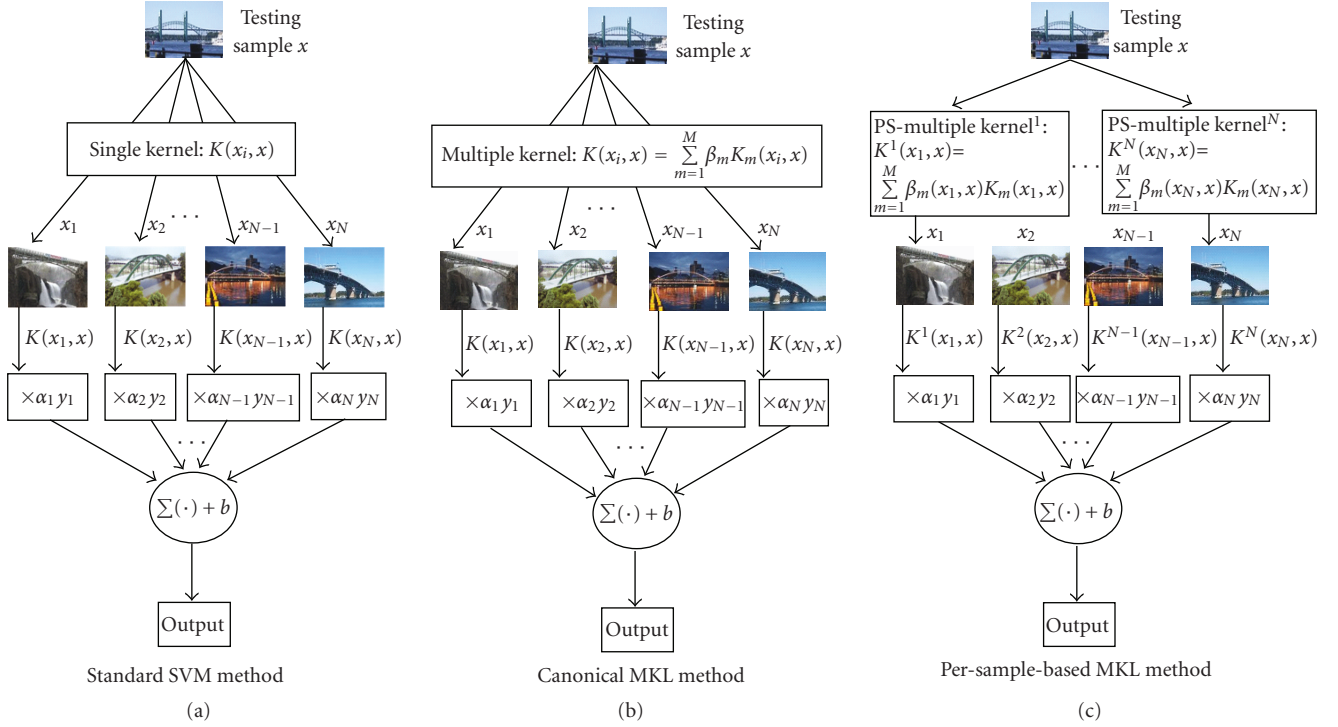 Testing
sample x
Single kernel: K(x_i, x)
x_1
x_2
···
x_{N−1}
x_N
K(x_1, x)
K(x_2, x)
K(x_{N−1}, x)
K(x_N, x)
×α_1 y_1
×α_2 y_2
×α_{N−1} y_{N−1}
×α_N y_N
···
∑(·) + b
Output
Standard SVM method
(a)
Testing
sample x
Multiple kernel: K(x_i, x) = ∑_{m=1}^{M} β_m K_m(x_i, x)
···
x_1
x_2
x_{N−1}
x_N
K(x_1, x)
K(x_2, x)
K(x_{N−1}, x)
K(x_N, x)
×α_1 y_1
×α_2 y_2
×α_{N−1} y_{N−1}
×α_N y_N
···
∑(·) + b
Output
Canonical MKL method
(b)
Testing
sample x
PS-multiple kernel^1:
K^1(x_1, x)=
∑_{m=1}^{M} β_m(x_1, x)K_m(x_1, x)
···
PS-multiple kernel^N:
K^N(x_N, x)=
∑_{m=1}^{M} β_m(x_N, x)K_m(x_N, x)
x_1
x_2
x_{N−1}
x_N
K^1(x_1, x)
K^2(x_2, x)
K^{N−1}(x_{N−1}, x)
K^N(x_N, x)
×α_1 y_1
×α_2 y_2
×α_{N−1} y_{N−1}
×α_N y_N
···
∑(·) + b
Output
Per-sample-based MKL method
(c)